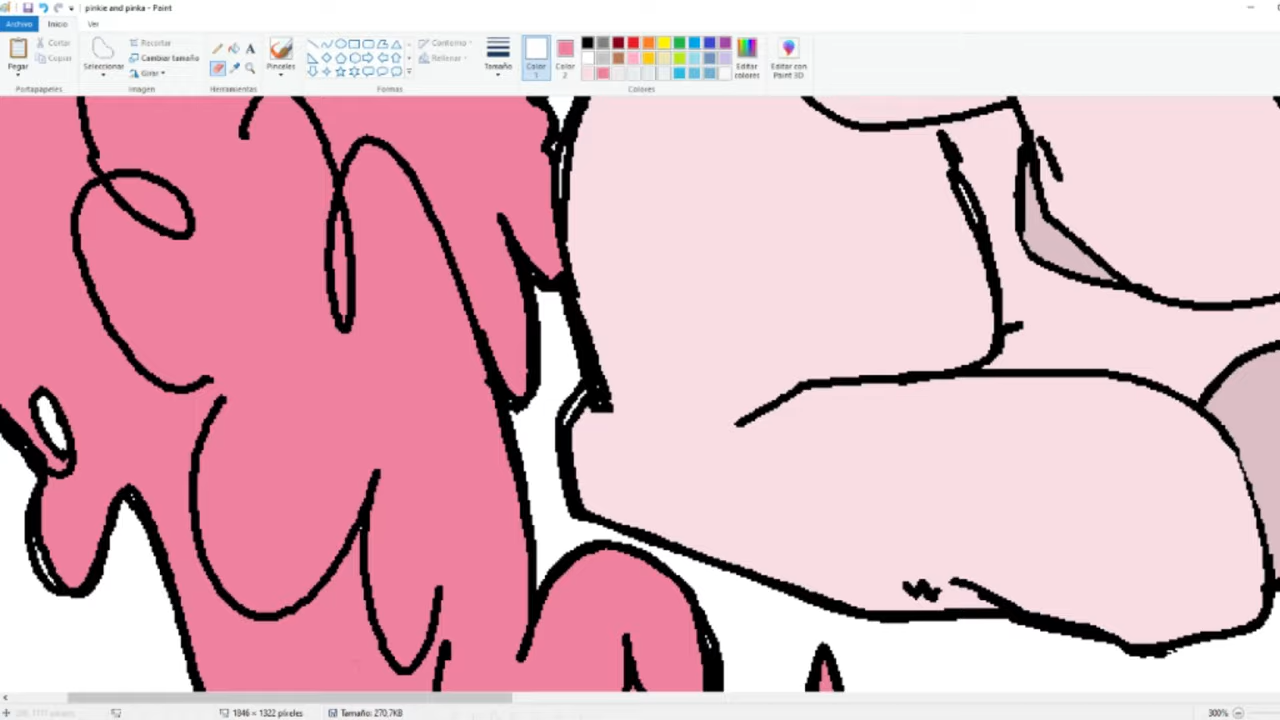 pinkie and pinka - Paint
Archivo Inicio Ver
Pegar Cortar Copiar
Seleccionar Recortar Cambiar tamaño Girar
A
Pinceles
Contorno Rellenar
Tamaño
Color 1
Color 2
Editar colores
Editar con Paint 3D
Portapapeles Imagen Herramientas Formas Colores
1846 × 1322 píxeles Tamaño: 270,7KB 300%